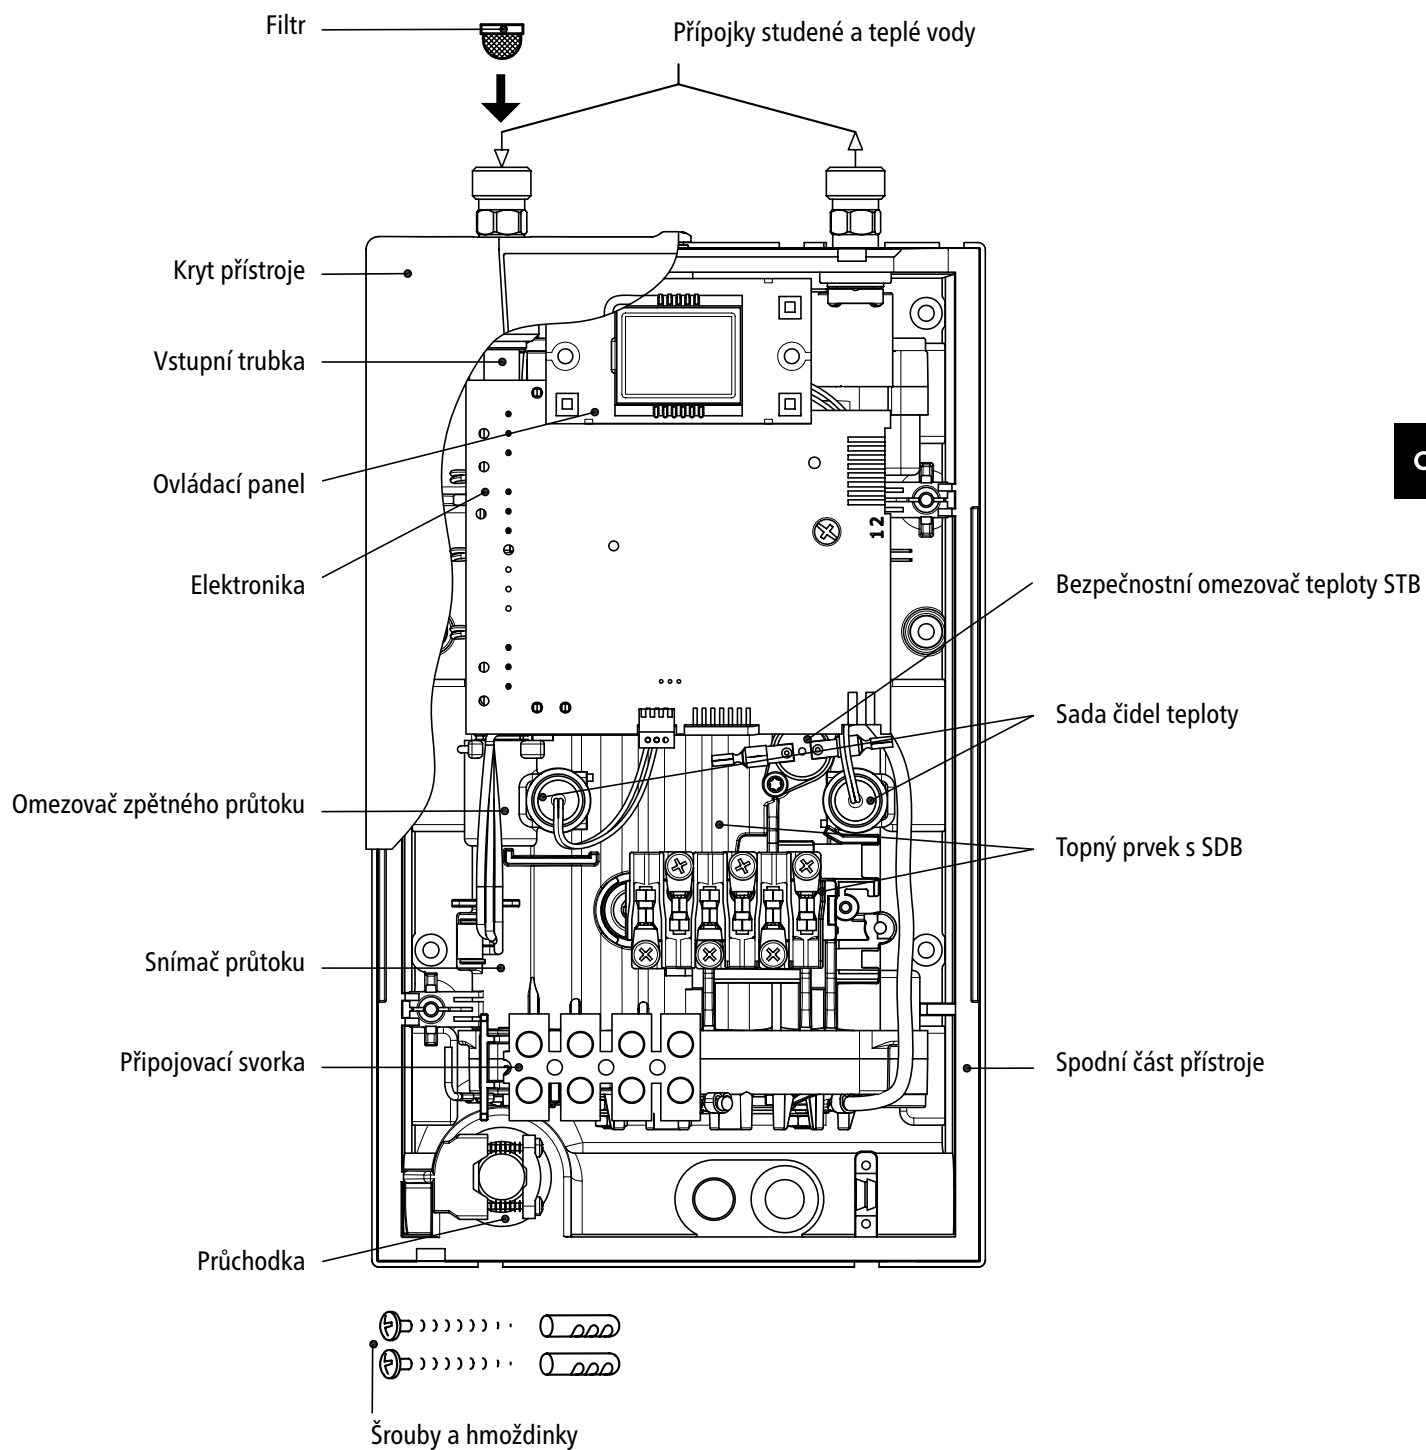 Filtr
Přípojky studené a teplé vody
Kryt přístroje
Vstupní trubka
Ovládací panel
Elektronika
12
Bezpečnostní omezovač teploty STB
Sada čidel teploty
Omezovač zpětného průtoku
Topný prvek s SDB
Snímač průtoku
Připojovací svorka
Spodní část přístroje
Průchodka
Šrouby a hmoždinky